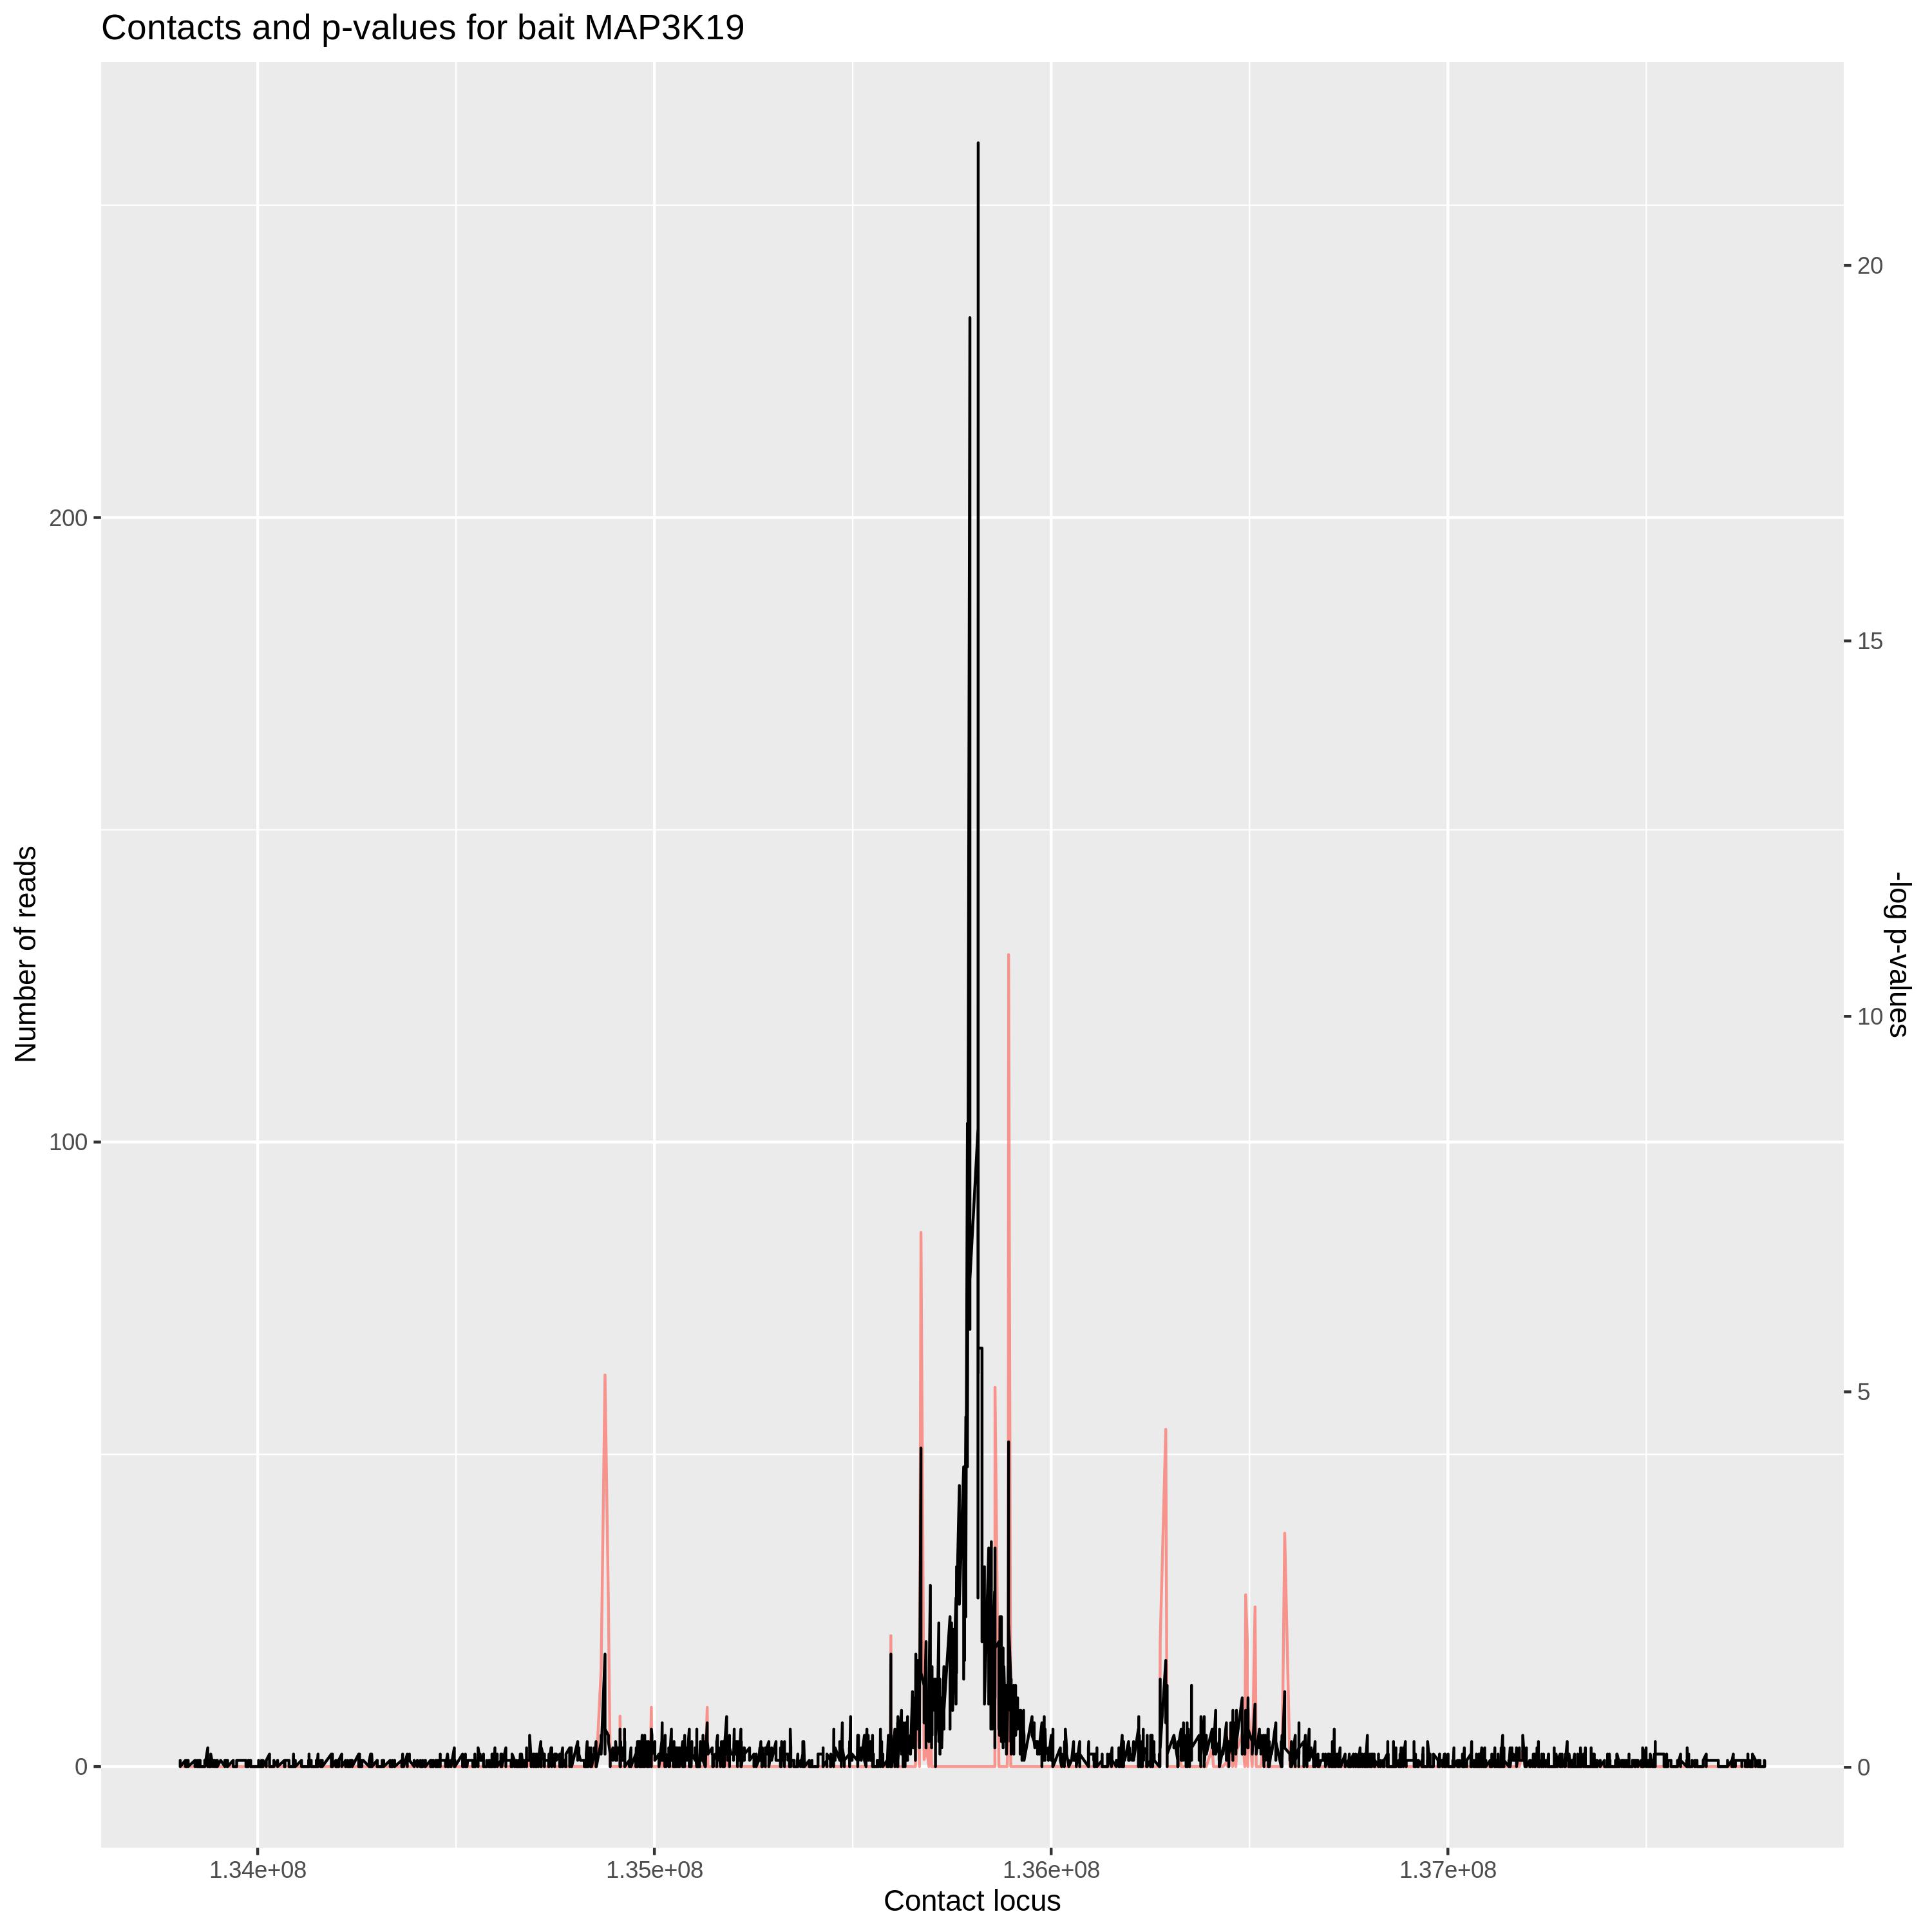 Contacts and p-values for bait MAP3K19
20
200
15
Number of reads
-log p-values
10
100
5
0
0
1.34e+08
1.35e+08
1.36e+08
1.37e+08
Contact locus